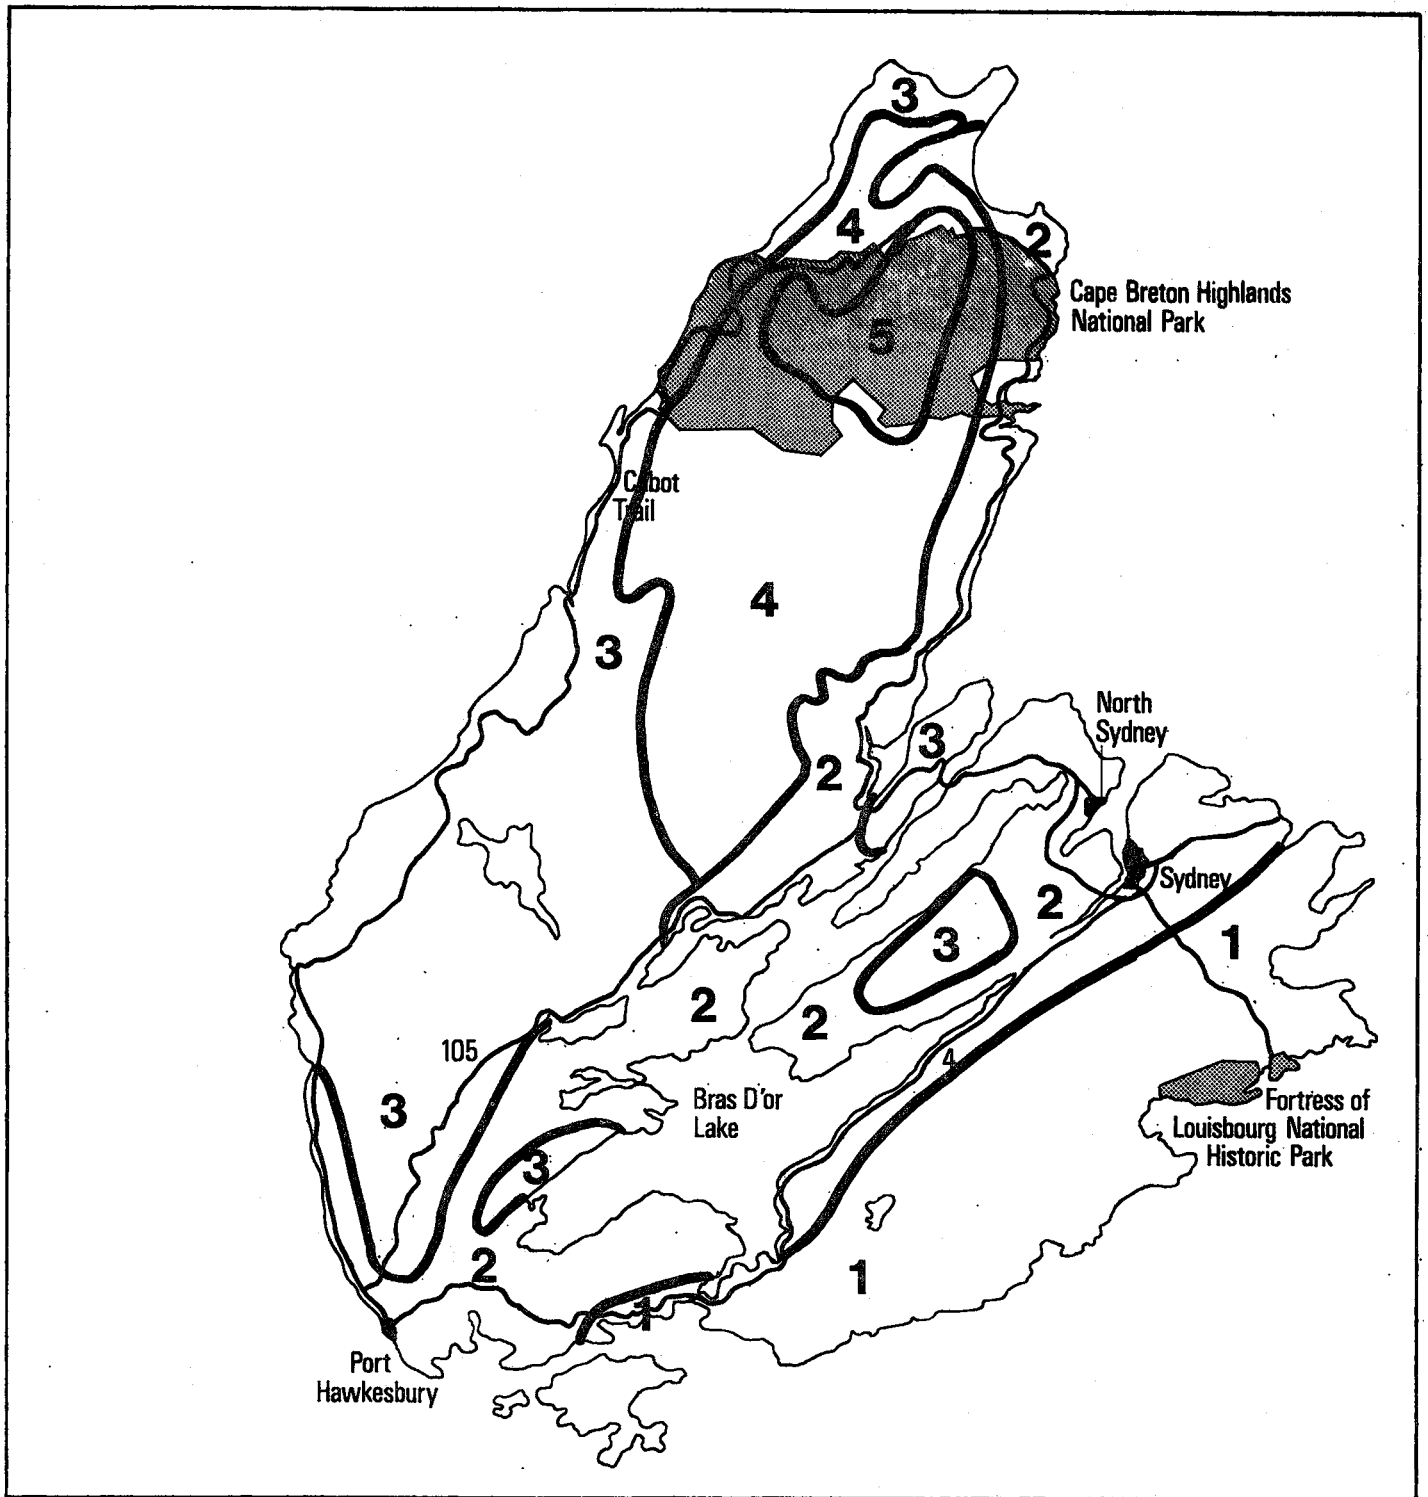 3
4
2
Cape Breton Highlands
National Park
5
Cabot
Trail
4
3
North
Sydney
3
2
Sydney
2
3
1
2
2
105
4
3
Bras D'or
Lake
Fortress of
Louisbourg National
Historic Park
3
2
1
1
Port
Hawkesbury